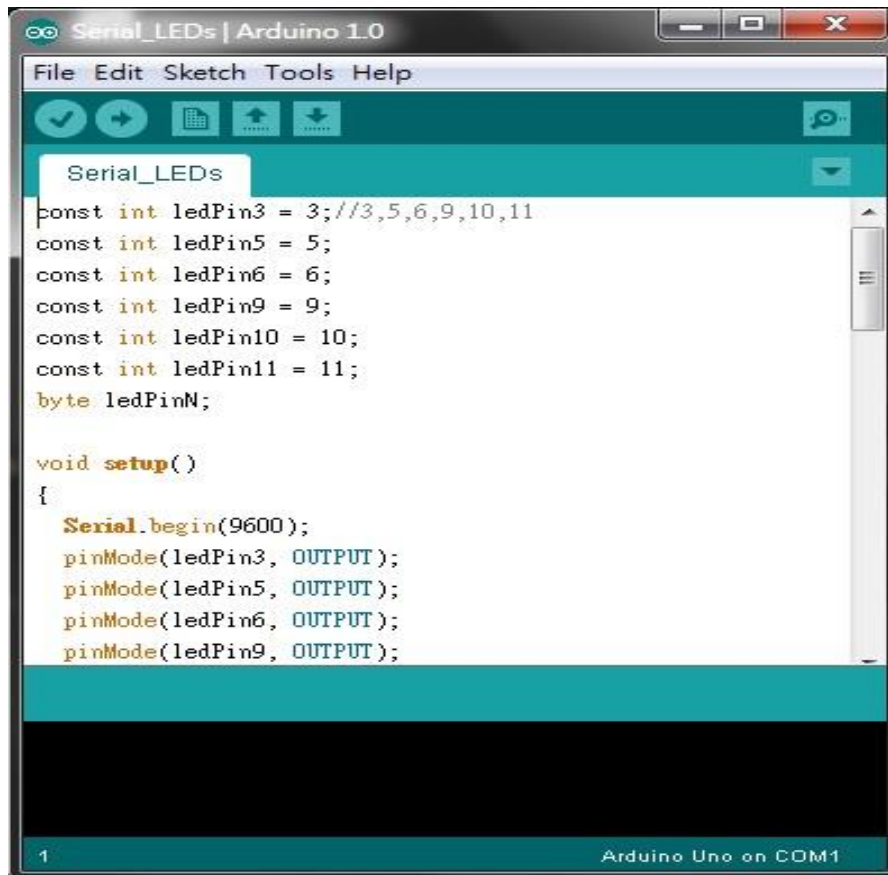 Serial_LEDs | Arduino 1.0
File Edit Sketch Tools Help
Serial_LEDs
const int ledPin3 = 3;//3,5,6,9,10,11
const int ledPin5 = 5;
const int ledPin6 = 6;
const int ledPin9 = 9;
const int ledPin10 = 10;
const int ledPin11 = 11;
byte ledPinN;
void setup()
{
Serial.begin(9600);
pinMode(ledPin3, OUTPUT);
pinMode(ledPin5, OUTPUT);
pinMode(ledPin6, OUTPUT);
pinMode(ledPin9, OUTPUT);
1 Arduino Uno on COM1